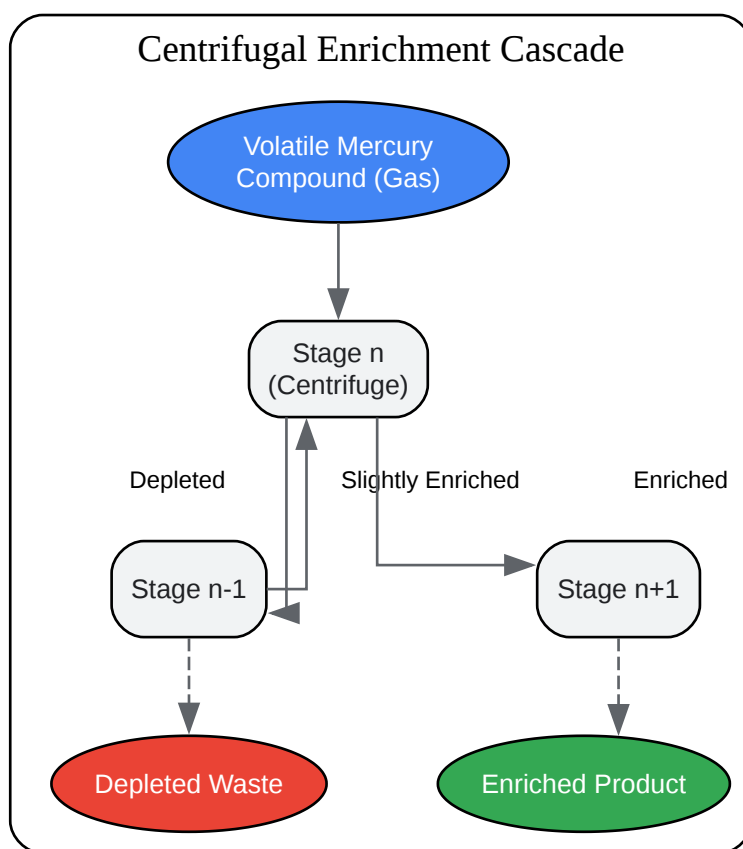 Centrifugal Enrichment Cascade
Volatile Mercury
Compound (Gas)
Stage n
(Centrifuge)
Depleted
Slightly Enriched
Enriched
Stage n-1
Stage n+1
Depleted Waste
Enriched Product